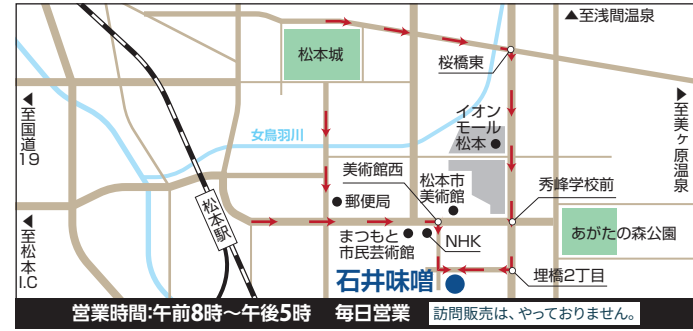 ▲至浅間温泉
松本城
桜橋東
イオン
モール
松本
◀至国道19
女鳥羽川
▶至美ヶ原温泉
美術館西
松本市
美術館
秀峰学校前
郵便局
松本駅
◀至松本I.C
まつもと
市民芸術館
NHK
あがたの森公園
石井味噌
埋橋2丁目
営業時間:午前8時～午後5時 毎日営業 訪問販売は、やっておりません。